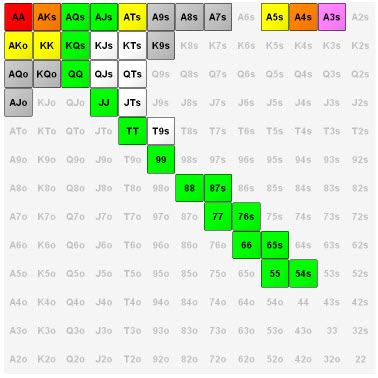 AA AKs AQs AJs ATs A9s A8s A7s A6s A5s A4s A3s A2s
AKo KK KQs KJs KTs K9s K8s K7s K6s K5s K4s K3s K2s
AQo KQo QQ QJs QTs Q9s Q8s Q7s Q6s Q5s Q4s Q3s Q2s
AJo KJo QJo JJ JTs J9s J8s J7s J6s J5s J4s J3s J2s
ATo KTo QTo JTo TT T9s T8s T7s T6s T5s T4s T3s T2s
A9o K9o Q9o J9o T9o 99 98s 97s 96s 95s 94s 93s 92s
A8o K8o Q8o J8o T8o 98o 88 87s 86s 85s 84s 83s 82s
A7o K7o Q7o J7o T7o 97o 87o 77 76s 75s 74s 73s 72s
A6o K6o Q6o J6o T6o 96o 86o 76o 66 65s 64s 63s 62s
A5o K5o Q5o J5o T5o 95o 85o 75o 65o 55 54s 53s 52s
A4o K4o Q4o J4o T4o 94o 84o 74o 64o 54o 44 43s 42s
A3o K3o Q3o J3o T3o 93o 83o 73o 63o 53o 43o 33 32s
A2o K2o Q2o J2o T2o 92o 82o 72o 62o 52o 42o 32o 22